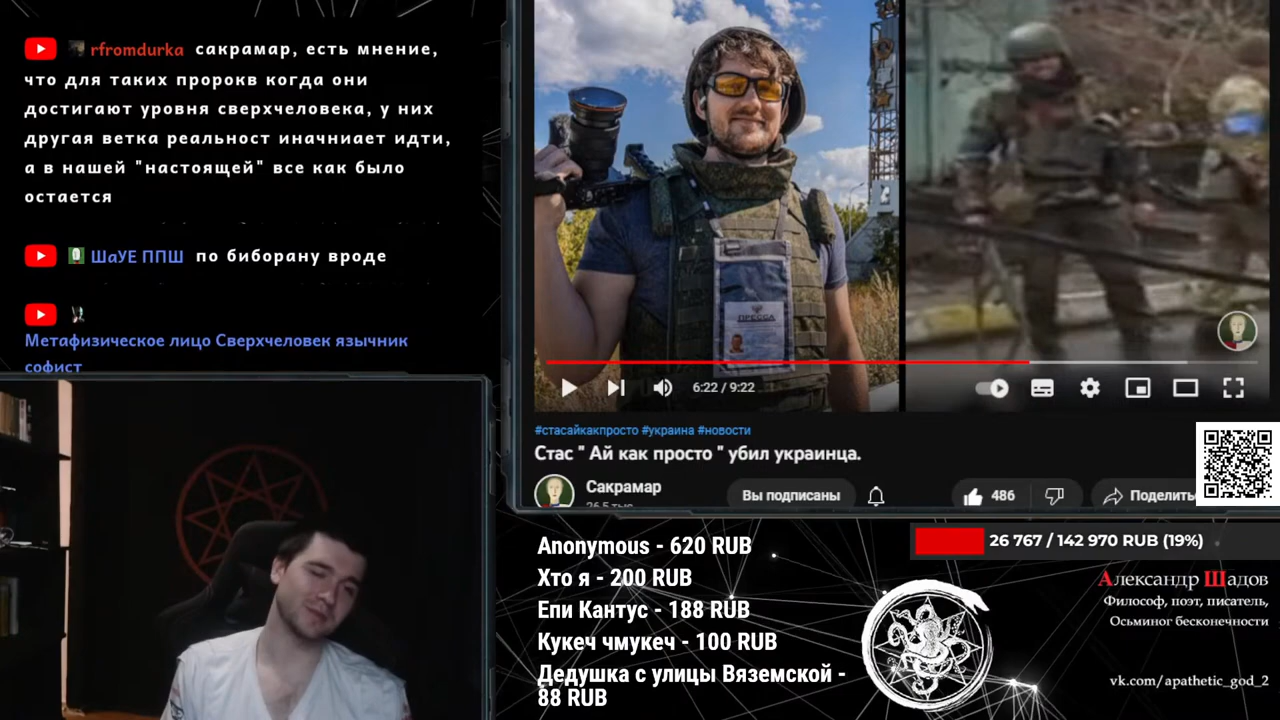 rfromdurka сакрамар, есть мнение,
что для таких пророкв когда они
достигают уровня сверхчеловека, у них
другая ветка реальност иначниает идти,
а в нашей "настоящей" все как было
остается
ШаУЕ ППШ по биборану вроде
Метафизическое лицо Сверхчеловек язычник
софист
ПРЕССА
6:22 / 9:22
#стасайкакпросто #украина #новости
Стас " Ай как просто " убил украинца.
Сакрамар
Вы подписаны
486
Поделить
Anonymous - 620 RUB
Хто я - 200 RUB
Епи Кантус - 188 RUB
Кукеч чмукеч - 100 RUB
Дедушка с улицы Вяземской -
88 RUB
26 767 / 142 970 RUB (19%)
Александр Шадов
Философ, поэт, писатель,
Осьминог бесконечности
vk.com/apathetic_god_2